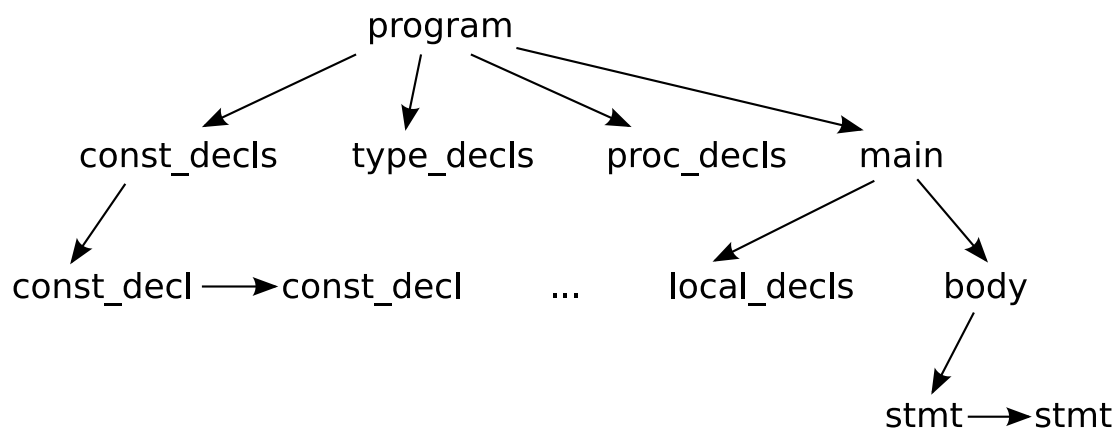 program
const_decls type_decls proc_decls main
const_decl const_decl ... local_decls body
stmt stmt